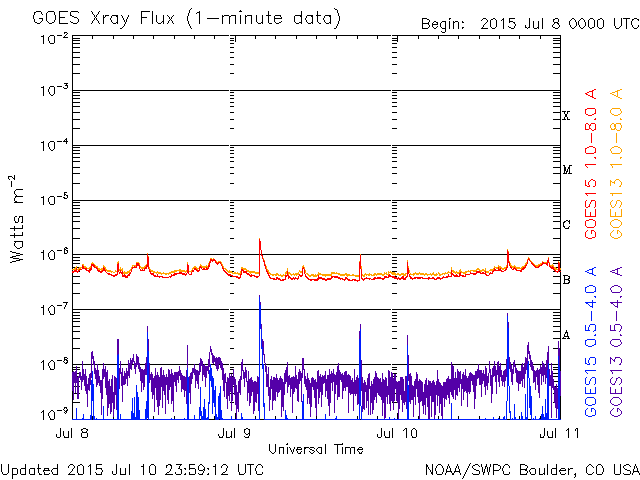 GOES Xray Flux (1-minute data)
Begin: 2015 Jul 8 0000 UTC
10⁻²
10⁻³
10⁻⁴
10⁻⁵
10⁻⁶
10⁻⁷
10⁻⁸
10⁻⁹
Watts m⁻²
X
M
C
B
A
GOES15 1.0-8.0 A
GOES13 1.0-8.0 A
GOES15 0.5-4.0 A
GOES13 0.5-4.0 A
Jul 8
Jul 9
Jul 10
Jul 11
Universal Time
Updated 2015 Jul 10 23:59:12 UTC
NOAA/SWPC Boulder, CO USA